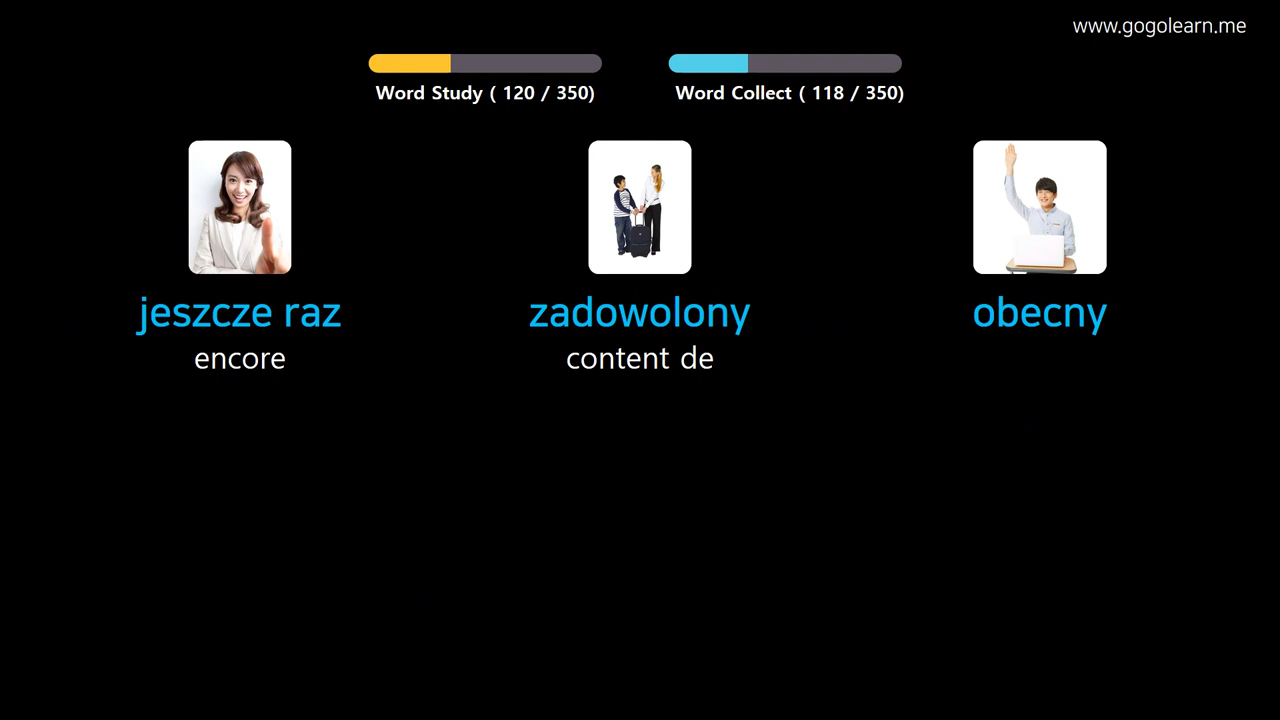 www.gogolearn.me
Word Study ( 120 / 350)
Word Collect ( 118 / 350)
jeszcze raz
encore
zadowolony
content de
obecny